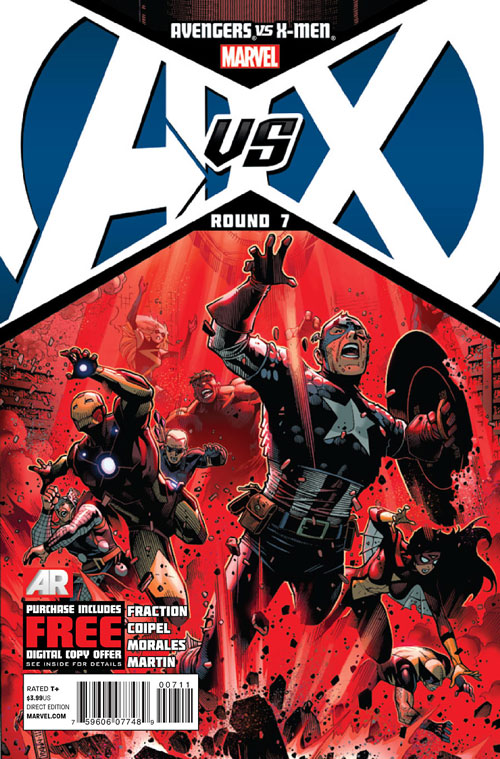 AVENGERS® VS X-MEN®
MARVEL
A VS X
ROUND 7
AR
PURCHASE INCLUDES
FREE
DIGITAL COPY OFFER
SEE INSIDE FOR DETAILS
FRACTION
COIPEL
MORALES
MARTIN
RATED T+
$3.99US
DIRECT EDITION
MARVEL.COM
00711
7 59606 07748 9